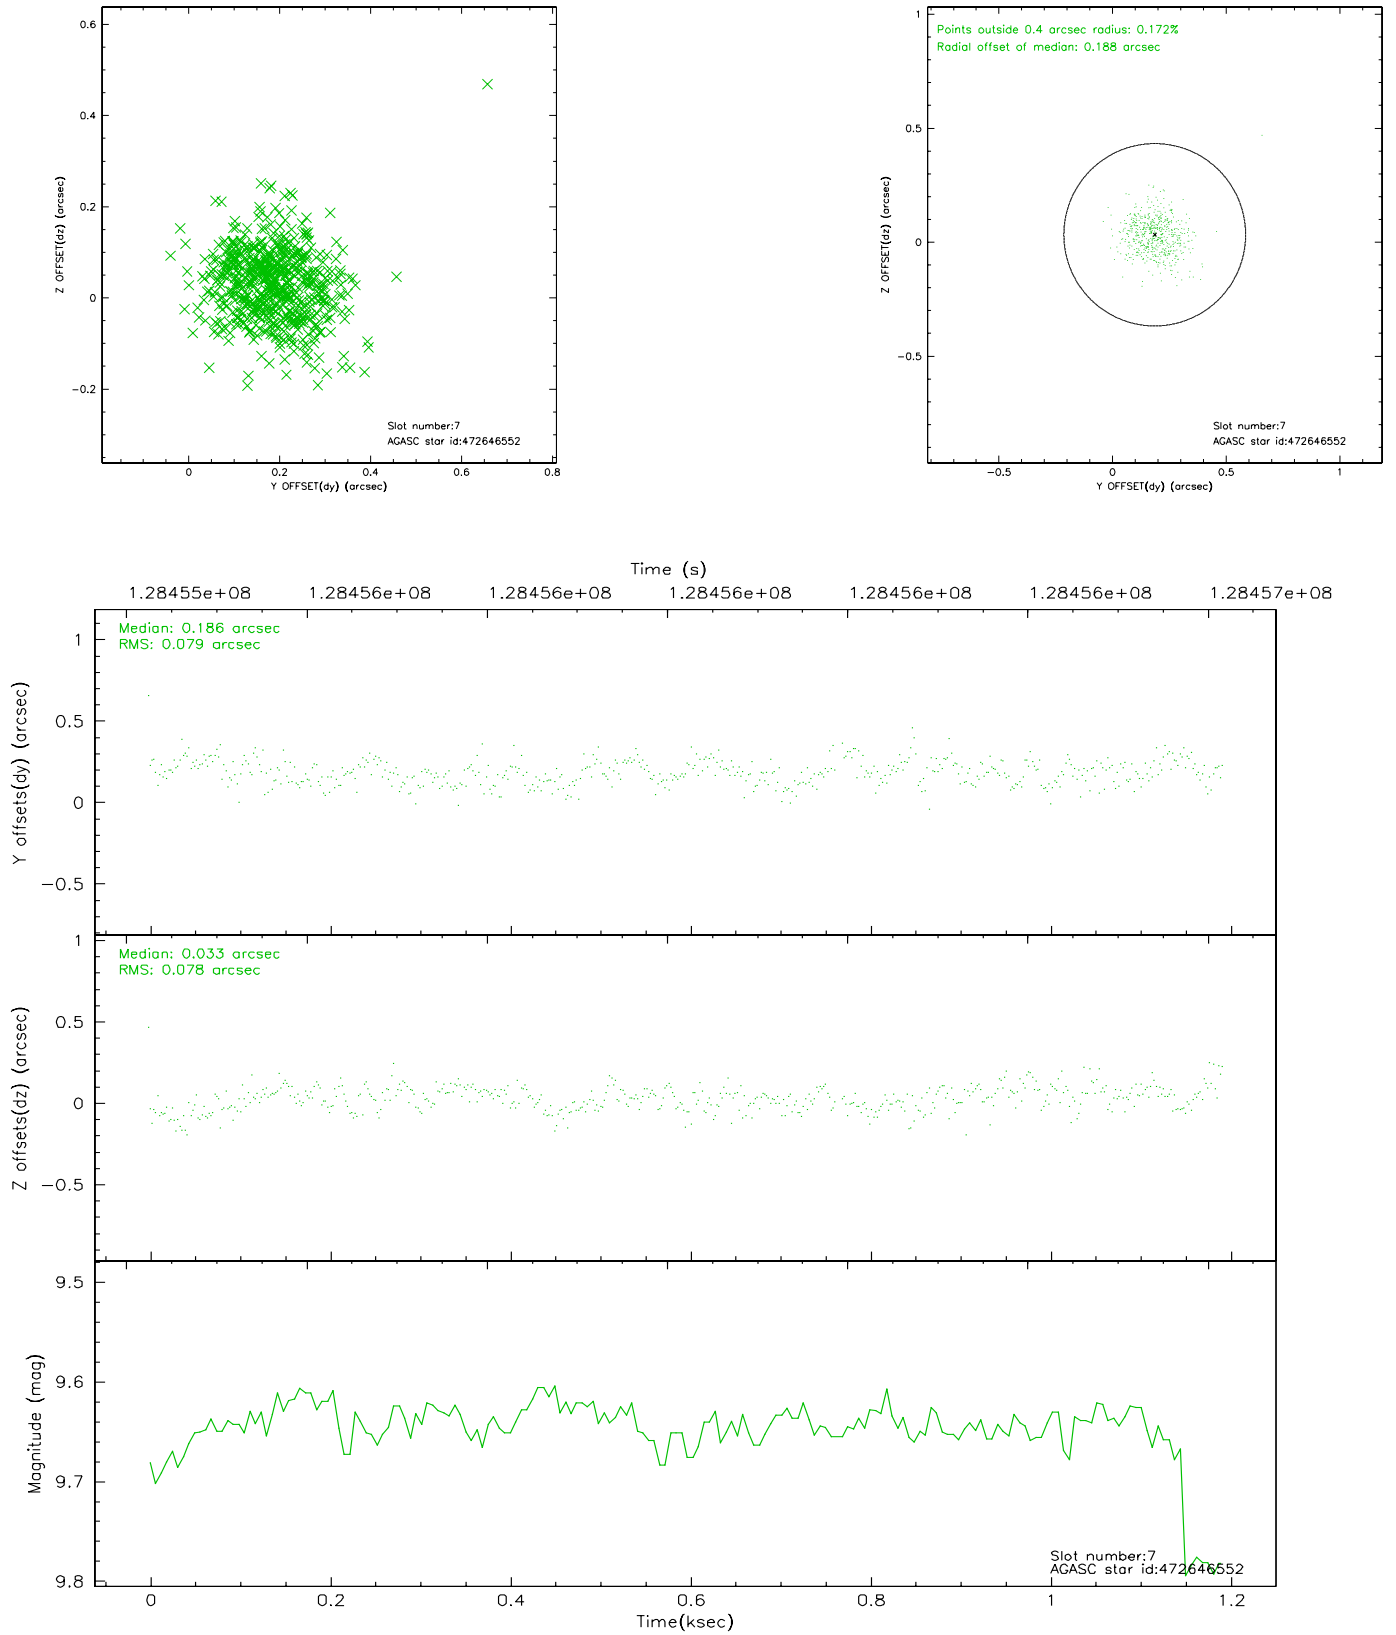 0.6
0.4
0.2
0
−0.2
Z OFFSET(dz) (arcsec)
Slot number:7
AGASC star id:472646552
0 0.2 0.4 0.6 0.8
Y OFFSET(dy) (arcsec)
Points outside 0.4 arcsec radius: 0.172%
Radial offset of median: 0.188 arcsec
1
0.5
0
−0.5
Z OFFSET(dz) (arcsec)
Slot number:7
AGASC star id:472646552
−0.5 0 0.5 1
Y OFFSET(dy) (arcsec)
Time (s)
1.28455e+08 1.28456e+08 1.28456e+08 1.28456e+08 1.28456e+08 1.28456e+08 1.28457e+08
Median: 0.186 arcsec
RMS: 0.079 arcsec
1
0.5
0
−0.5
Y offsets(dy) (arcsec)
Median: 0.033 arcsec
RMS: 0.078 arcsec
1
0.5
0
−0.5
Z offsets(dz) (arcsec)
9.5
9.6
9.7
9.8
Magnitude (mag)
Slot number:7
AGASC star id:472646552
0 0.2 0.4 0.6 0.8 1 1.2
Time(ksec)